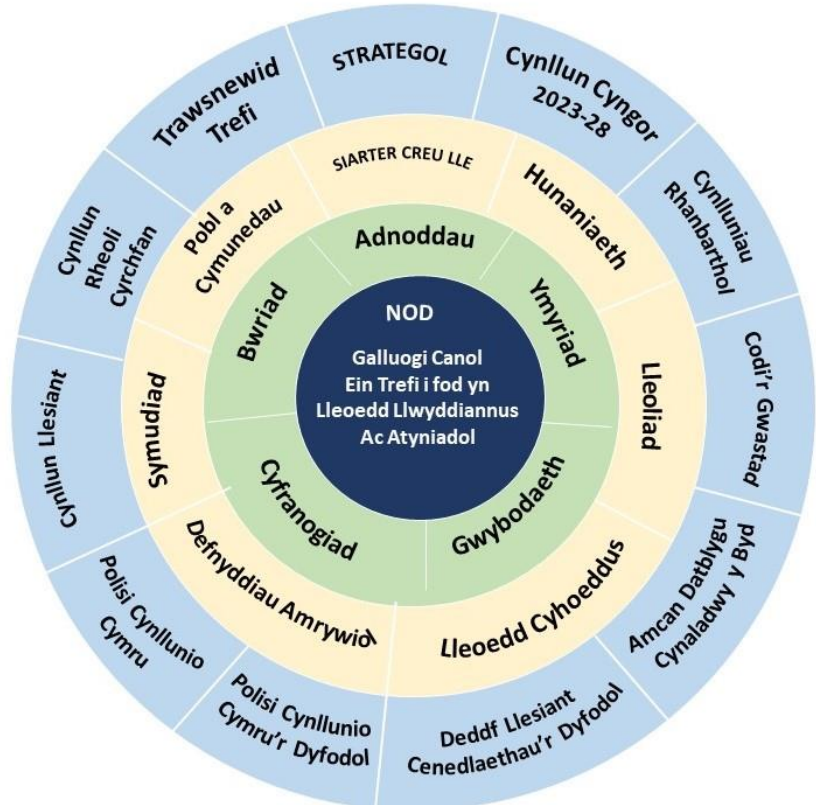 STRATEGOL
Cynllun Cyngor
2023-28
Cynlluniau
Rhanbarthol
Codi'r Gwastad
Amcan Datblygu
Cynaladwy y Byd
Deddf Llesiant
Cenedlaethau'r Dyfodol
Polisi Cynllunio
Cymru'r Dyfodol
Polisi Cynllunio
Cymru
Cynllun Llesiant
Cynllun
Rheoli
Cyrchfan
Trawsnewid
Trefi
SIARTER CREU LLE
Hunaniaeth
Lleoliad
Lleoedd Cyhoeddus
Defnyddiau Amrywiol
Symudiad
Pobl a
Cymunedau
Adnoddau
Ymyriad
Gwybodaeth
Cyfranogiad
Bwriad
NOD
Galluogi Canol
Ein Trefi i fod yn
Lleoedd Llwyddiannus
Ac Atyniadol